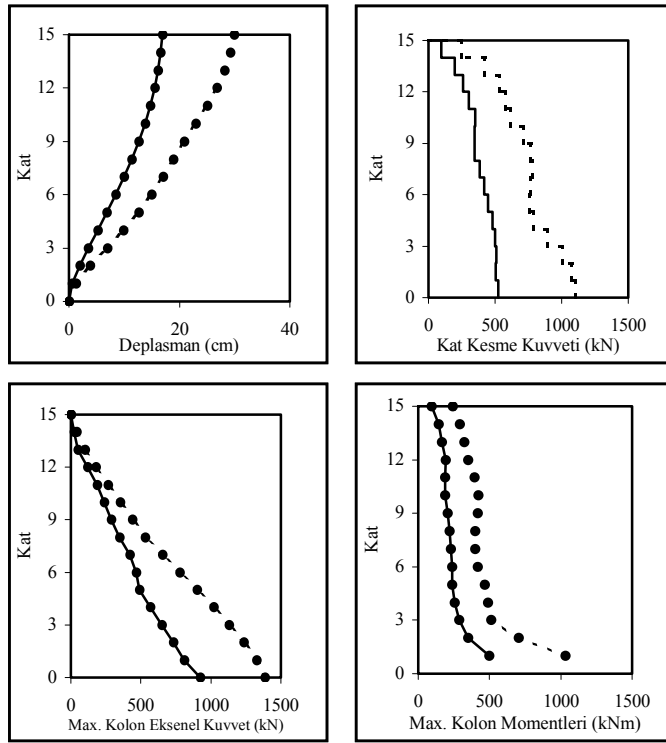 15
12
9
6
3
0
Kat
0 20 40
Deplasman (cm)
15
12
9
6
3
0
Kat
0 500 1000 1500
Kat Kesme Kuvveti (kN)
15
12
9
6
3
0
Kat
0 500 1000 1500
Max. Kolon Eksenel Kuvvet (kN)
15
12
9
6
3
0
Kat
0 500 1000 1500
Max. Kolon Momentleri (kNm)